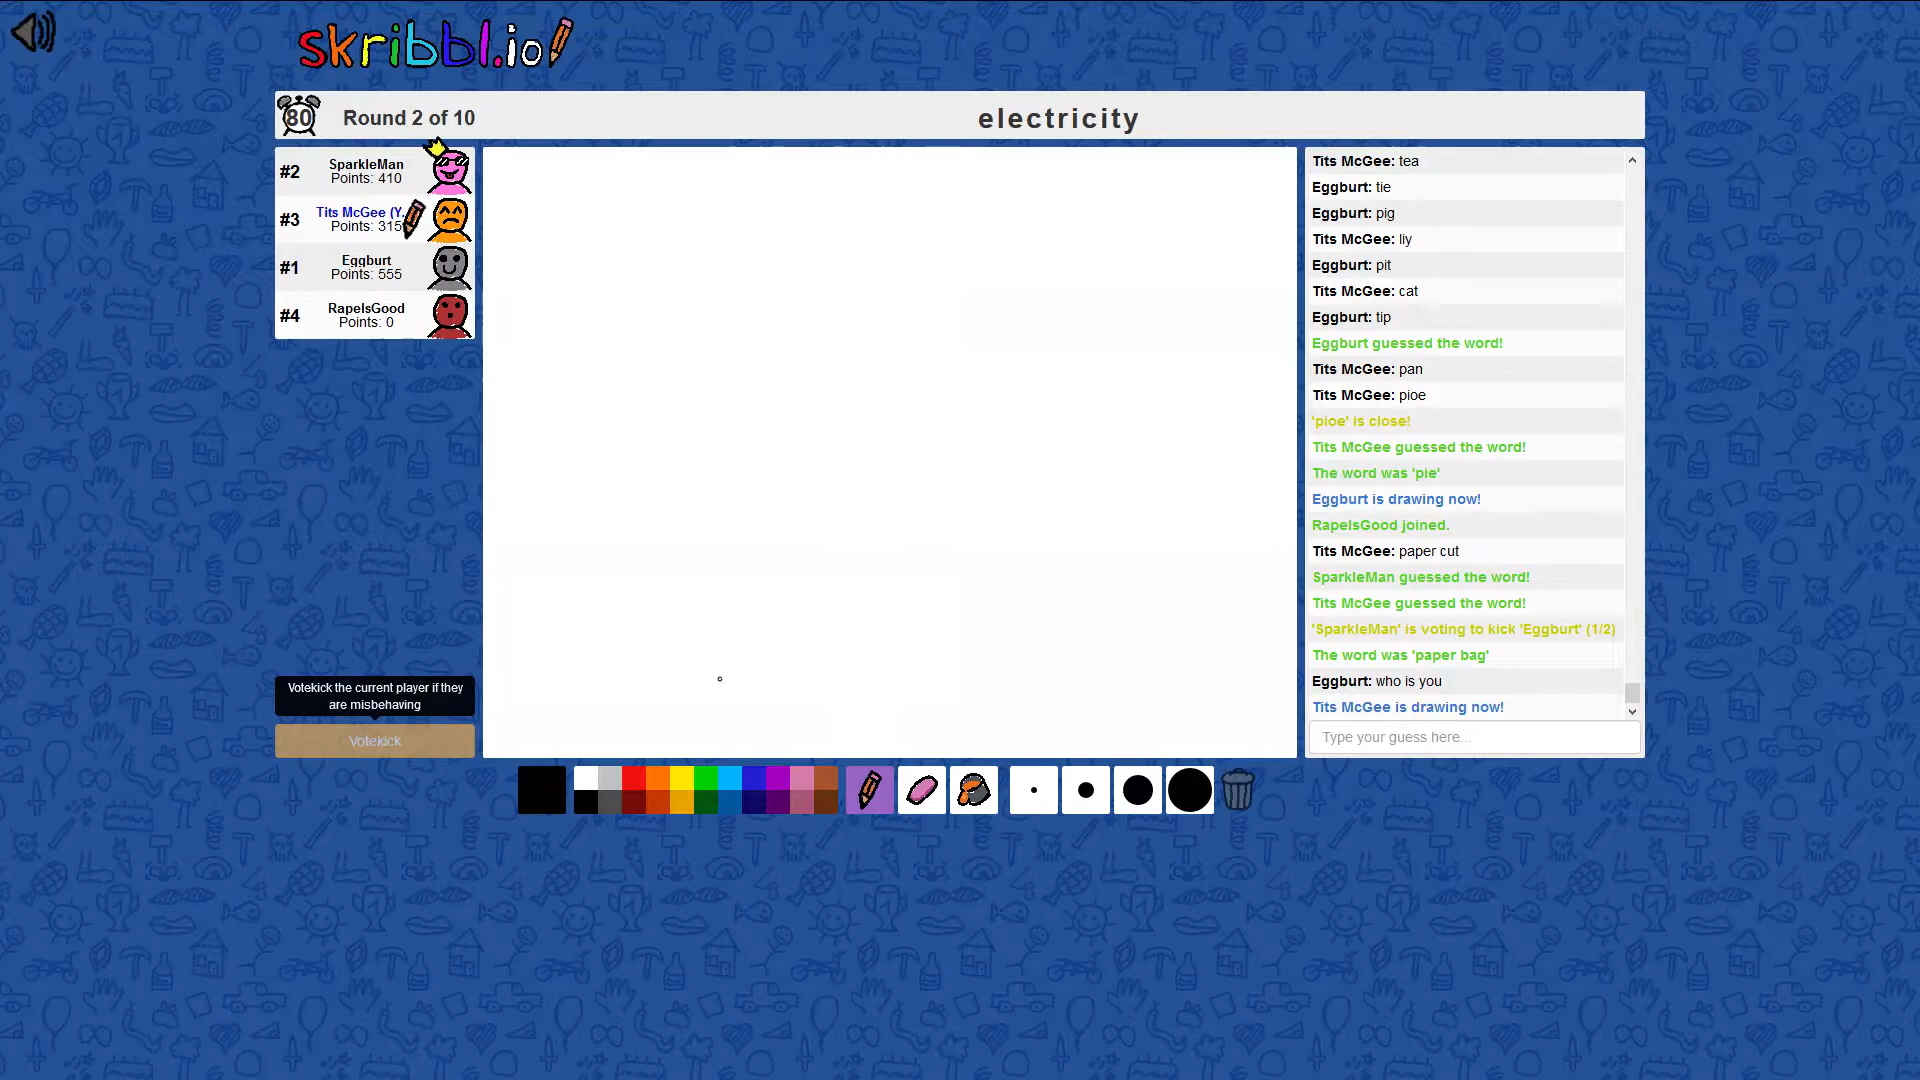 skribbl.io
80 Round 2 of 10 electricity
#2 SparkleMan
Points: 410
#3 Tits McGee (Y...
Points: 315
#1 Eggburt
Points: 555
#4 RapeIsGood
Points: 0
Votekick the current player if they
are misbehaving
Votekick
Tits McGee: tea
Eggburt: tie
Eggburt: pig
Tits McGee: liy
Eggburt: pit
Tits McGee: cat
Eggburt: tip
Eggburt guessed the word!
Tits McGee: pan
Tits McGee: pioe
'pioe' is close!
Tits McGee guessed the word!
The word was 'pie'
Eggburt is drawing now!
RapeIsGood joined.
Tits McGee: paper cut
SparkleMan guessed the word!
Tits McGee guessed the word!
'SparkleMan' is voting to kick 'Eggburt' (1/2)
The word was 'paper bag'
Eggburt: who is you
Tits McGee is drawing now!
Type your guess here...